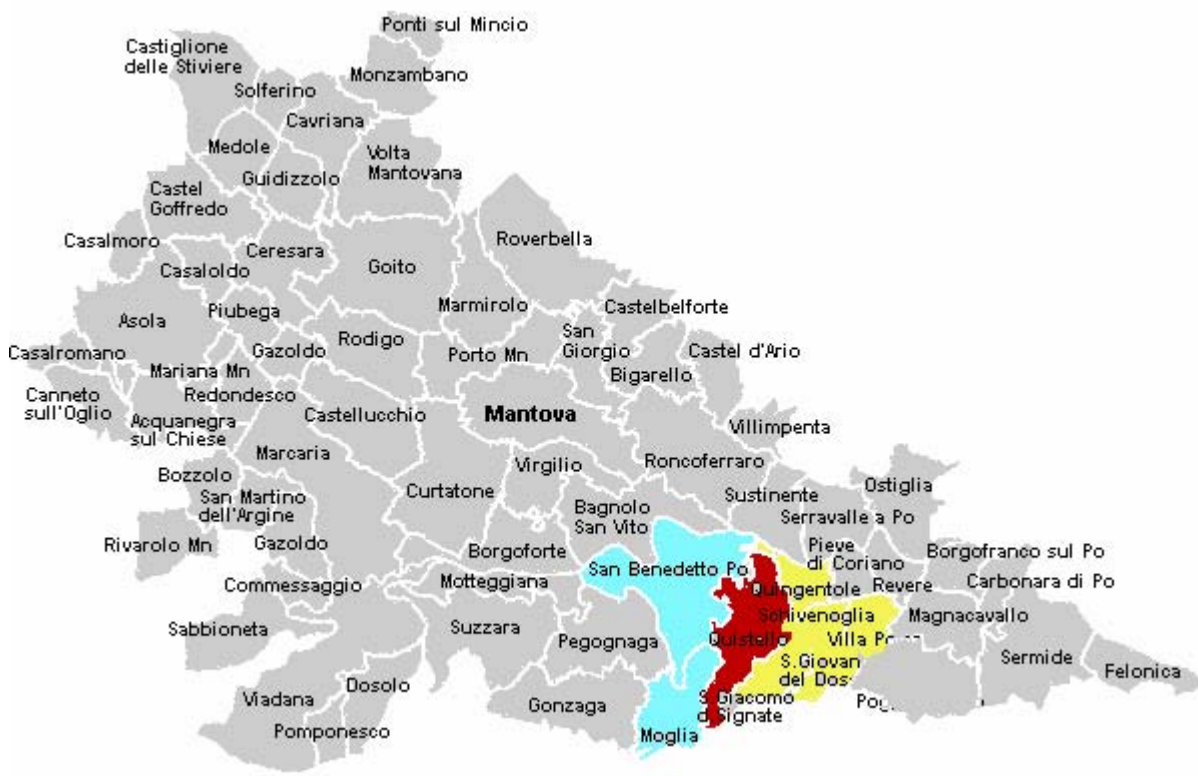 Ponti sul Mincio
Castiglione
delle Stiviere
Monzambano
Solferino
Cavriana
Medole
Volta
Mantovana
Guidizzolo
Castel
Goffredo
Casalmoro
Ceresara
Roverbella
Casaloldo
Goito
Marmirolo
Castelbelforte
Asola
Piubega
Rodigo
San
Giorgio
Casalromano
Gazoldo
Porto Mn
Castel d'Ario
Mariana Mn
Bigarello
Canneto
sull'Oglio
Redondesco
Acquanegra
sul Chiese
Castellucchio
Mantova
Villimpenta
Marcaria
Virgilio
Roncoferraro
Bozzolo
San Martino
dell'Argine
Curtatone
Sustinente
Ostiglia
Bagnolo
San Vito
Serravalle a Po
Rivarolo Mn
Gazoldo
Borgoforte
Pieve
di Coriano
Borgofranco sul Po
Commessaggio
Motteggiana
San Benedetto Po
Quingentole
Revere
Carbonara di Po
Sabbioneta
Suzzara
Pegognaga
Schivenoglia
Magnacavallo
Quistello
Villa
S.Giovan
del Dos
Sermide
Felonica
Viadana
Dosolo
Gonzaga
S.Giacomo
d.Signate
Pomponesco
Moglia